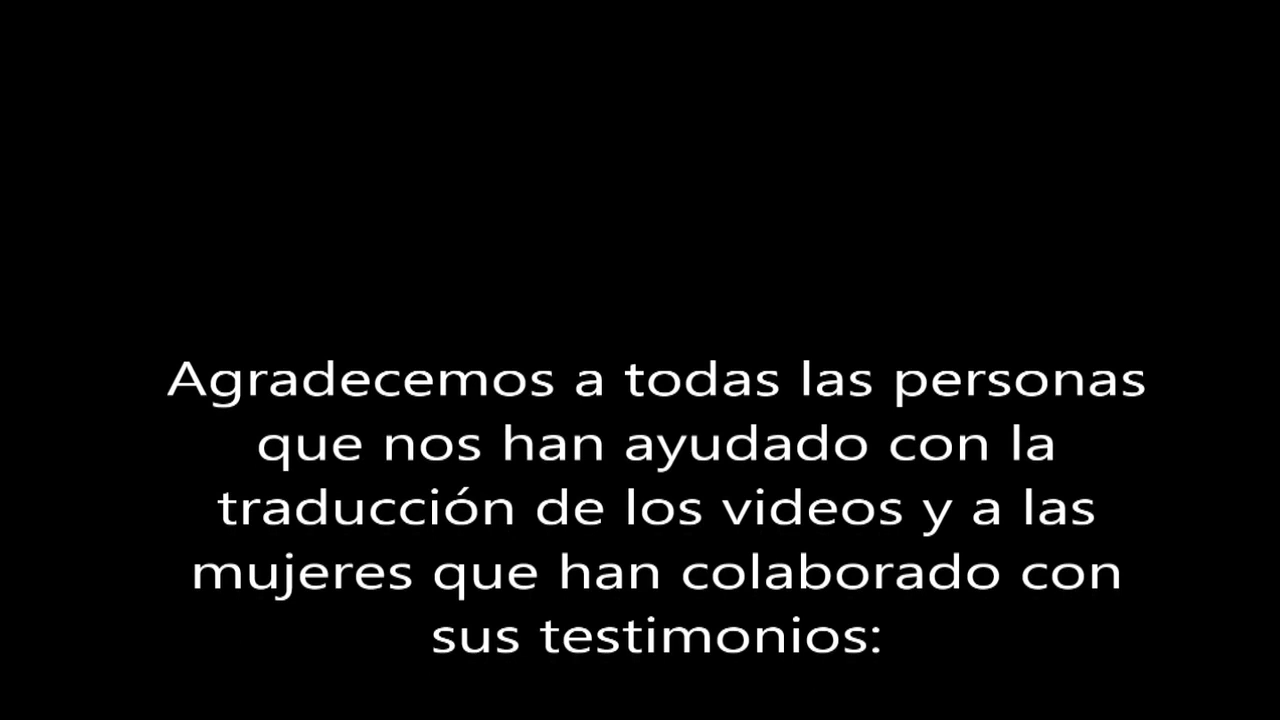 Agradecemos a todas las personas
que nos han ayudado con la
traducción de los videos y a las
mujeres que han colaborado con
sus testimonios: